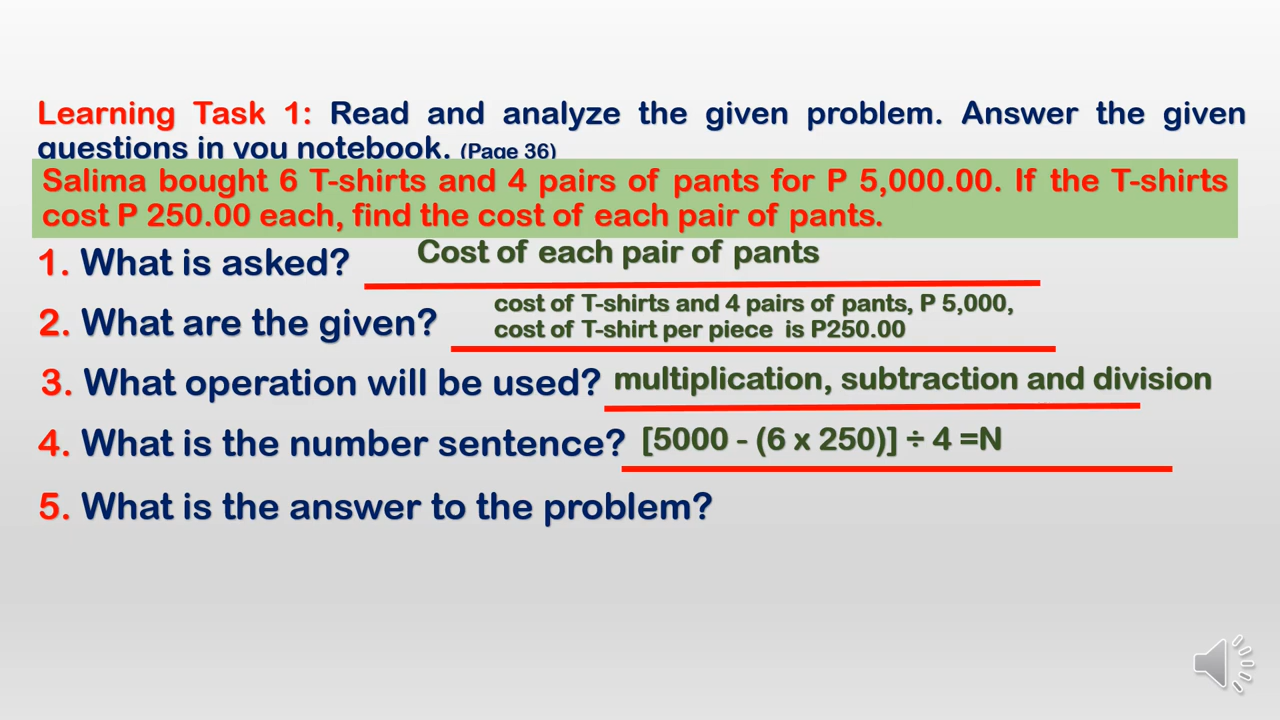 Learning Task 1: Read and analyze the given problem. Answer the given
questions in you notebook. (Page 36)
Salima bought 6 T-shirts and 4 pairs of pants for P 5,000.00. If the T-shirts
cost P 250.00 each, find the cost of each pair of pants.
1. What is asked? Cost of each pair of pants
2. What are the given? cost of T-shirts and 4 pairs of pants, P 5,000,
cost of T-shirt per piece is P250.00
3. What operation will be used? multiplication, subtraction and division
4. What is the number sentence? [5000 - (6 x 250)] ÷ 4 =N
5. What is the answer to the problem?